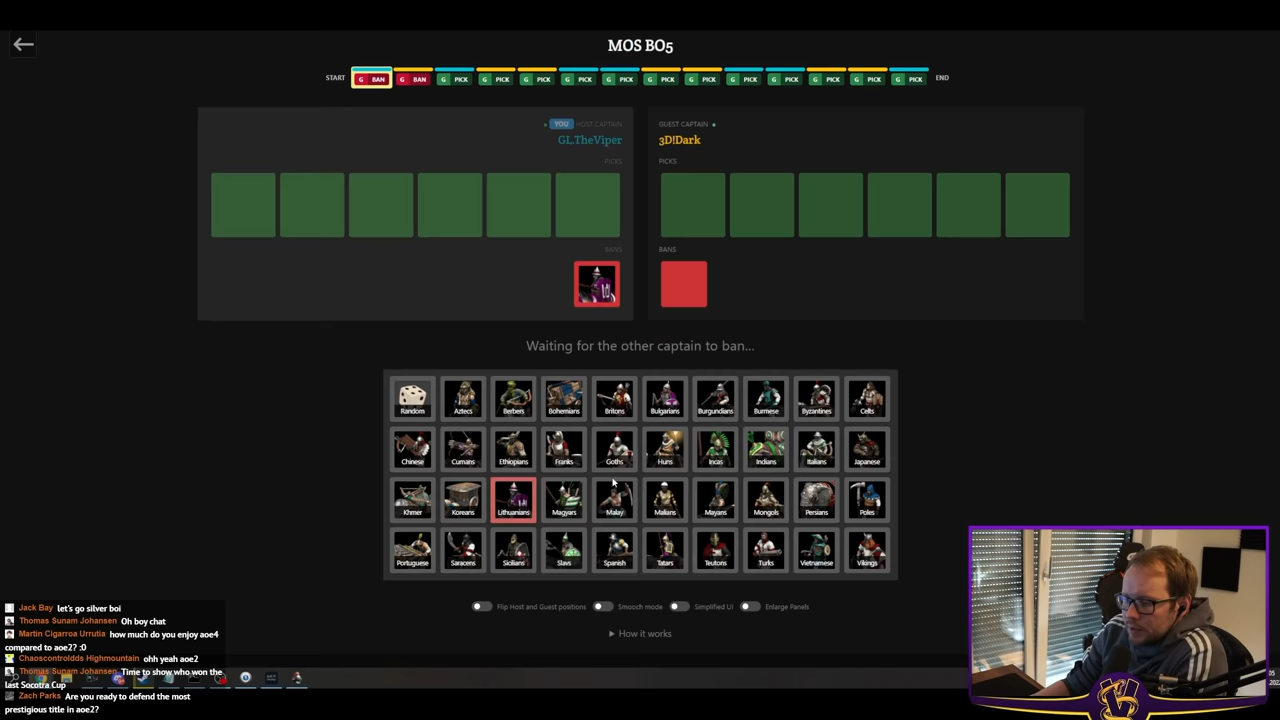 MOS BO5
START
G BAN G BAN G PICK G PICK G PICK G PICK G PICK G PICK G PICK G PICK G PICK G PICK G PICK G PICK
END
YOU HOST CAPTAIN
GL.TheViper
PICKS
BANS
GUEST CAPTAIN
3D!Dark
PICKS
BANS
Waiting for the other captain to ban...
Random Aztecs Berbers Bohemians Britons Bulgarians Burgundians Burmese Byzantines Celts
Chinese Cumans Ethiopians Franks Goths Huns Incas Indians Italians Japanese
Khmer Koreans Lithuanians Magyars Malay Malians Mayans Mongols Persians Poles
Portuguese Saracens Sicilians Slavs Spanish Tatars Teutons Turks Vietnamese Vikings
Flip Host and Guest positions Smooch mode Simplified UI Enlarge Panels
▶ How it works
Jack Bay let's go silver boi
Thomas Sunam Johansen Oh boy chat
Martin Cigarroa Urrutia how much do you enjoy aoe4
compared to aoe2? :0
Chaoscontroldds Highmountain ohh yeah aoe2
Thomas Sunam Johansen Time to show who won the
last Socotra Cup
Zach Parks Are you ready to defend the most
prestigious title in aoe2?